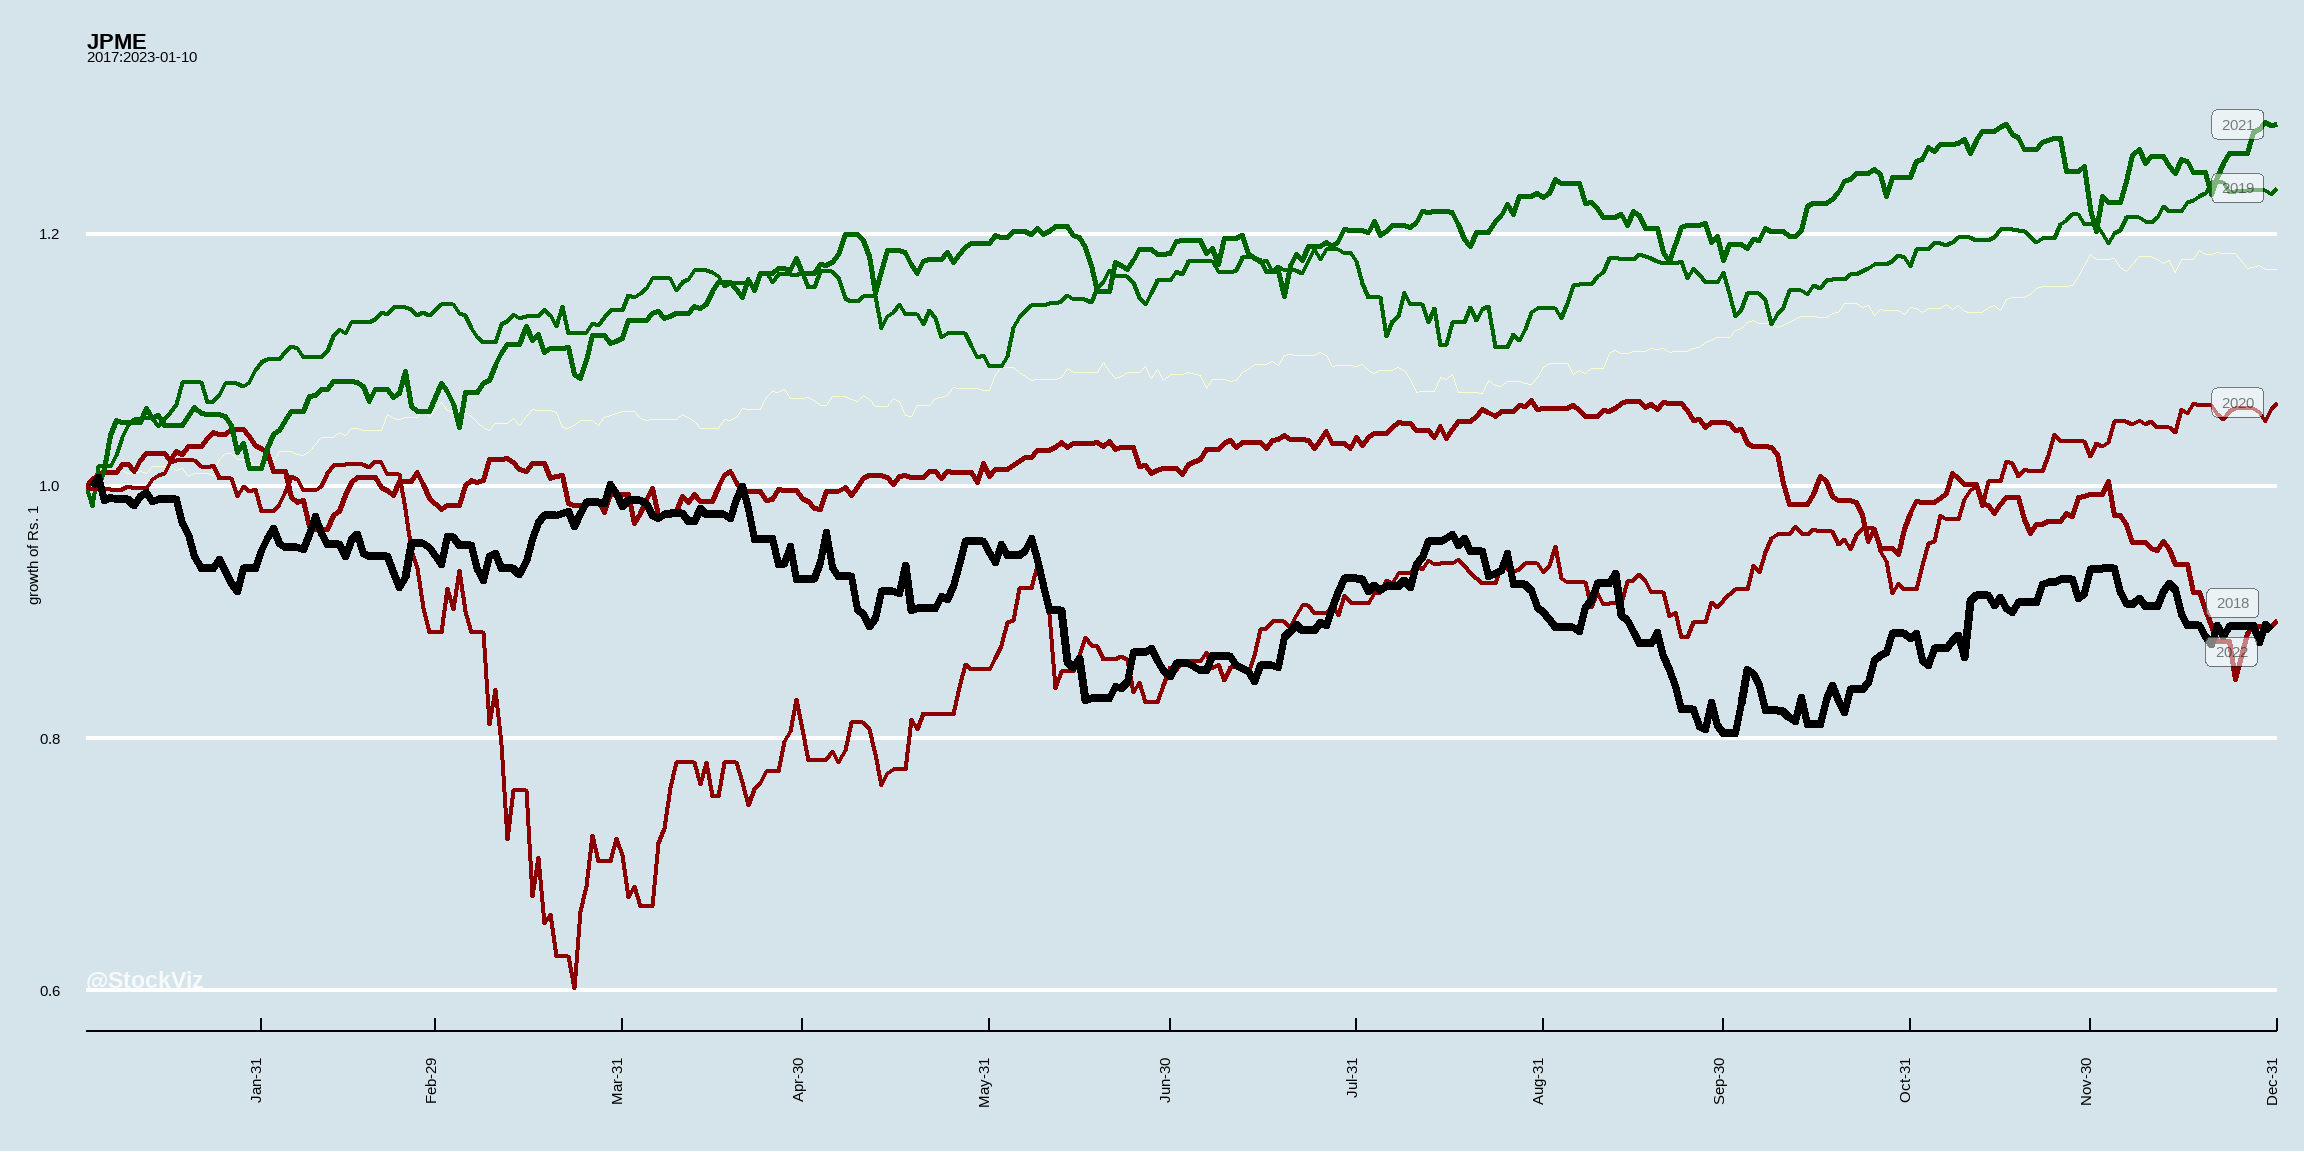 JPME
2017:2023-01-10
2021
2019
1.2
2020
1.0
growth of Rs. 1
2018
2022
0.8
@StockViz
0.6
Jan-31
Feb-29
Mar-31
Apr-30
May-31
Jun-30
Jul-31
Aug-31
Sep-30
Oct-31
Nov-30
Dec-31